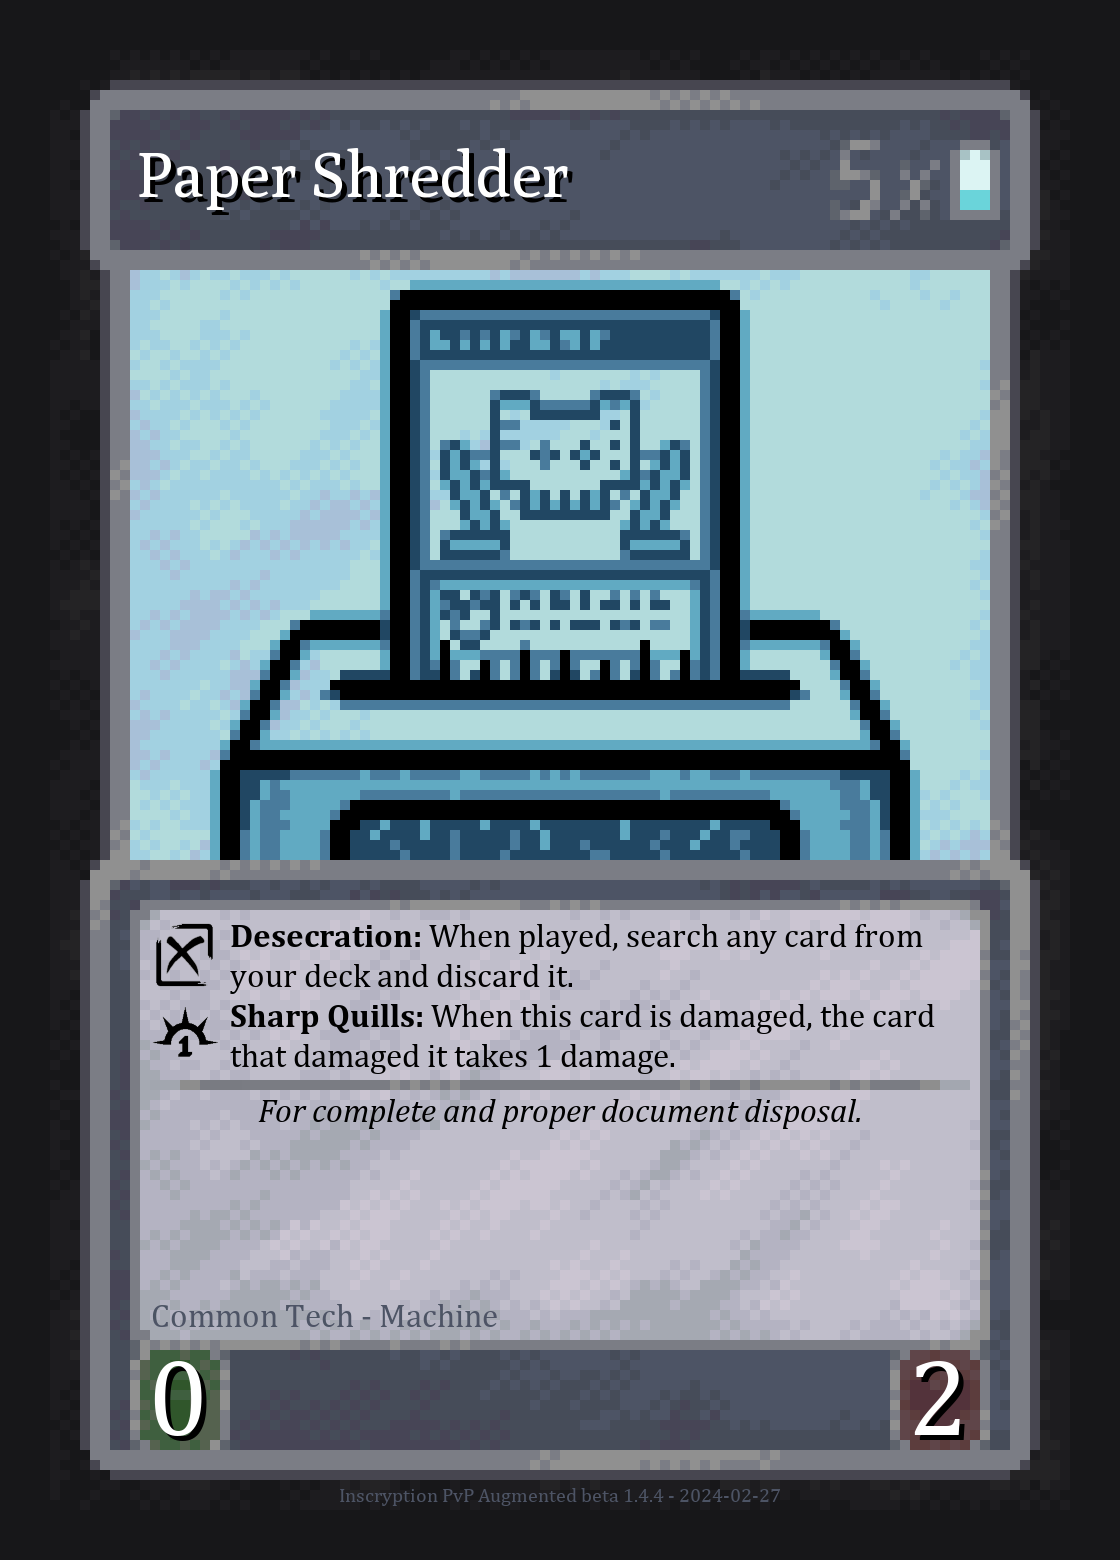 Paper Shredder 5x
Desecration: When played, search any card from
your deck and discard it.
Sharp Quills: When this card is damaged, the card
1 that damaged it takes 1 damage.
For complete and proper document disposal.
Common Tech - Machine
0 2
Inscryption PvP Augmented beta 1.4.4 - 2024-02-27